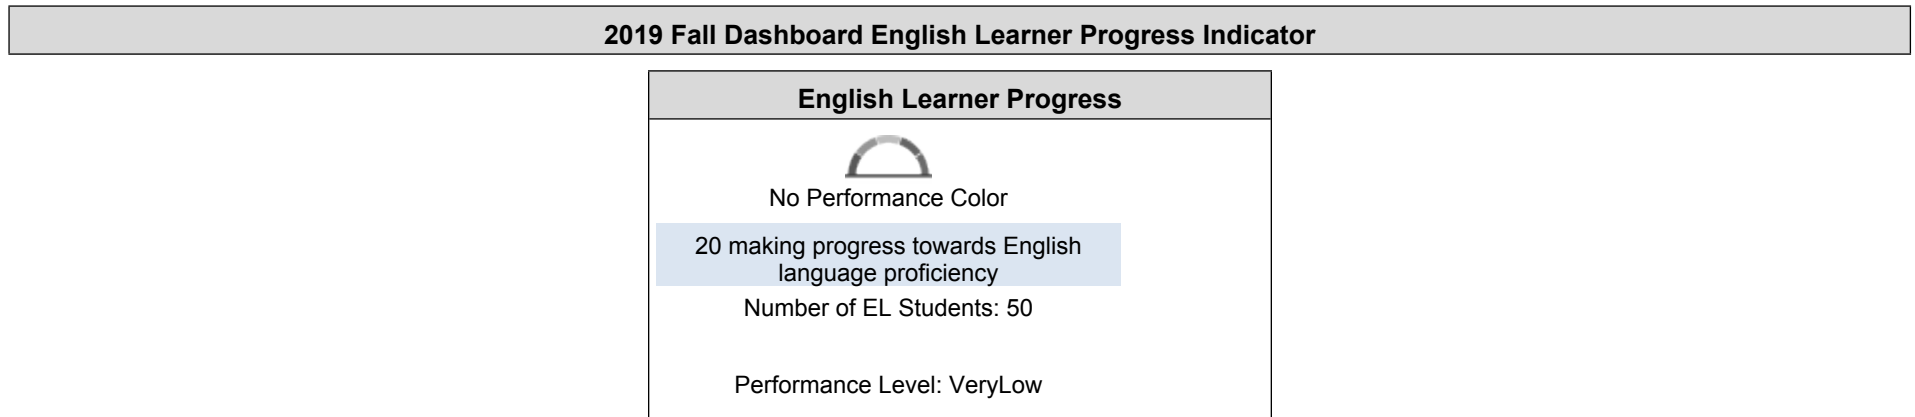 2019 Fall Dashboard English Learner Progress Indicator
English Learner Progress
No Performance Color
20 making progress towards English
language proficiency
Number of EL Students: 50
Performance Level: VeryLow